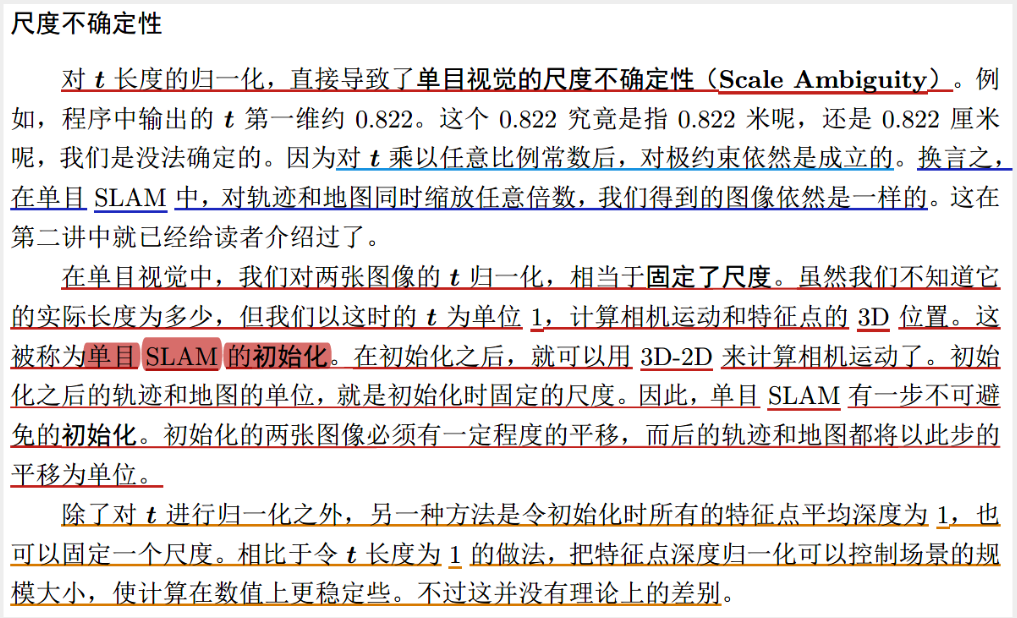 尺度不确定性
对 t 长度的归一化，直接导致了单目视觉的尺度不确定性（Scale Ambiguity）。例
如，程序中输出的 t 第一维约 0.822。这个 0.822 究竟是指 0.822 米呢，还是 0.822 厘米
呢，我们是没法确定的。因为对 t 乘以任意比例常数后，对极约束依然是成立的。换言之，
在单目 SLAM 中，对轨迹和地图同时缩放任意倍数，我们得到的图像依然是一样的。这在
第二讲中就已经给读者介绍过了。
在单目视觉中，我们对两张图像的 t 归一化，相当于固定了尺度。虽然我们不知道它
的实际长度为多少，但我们以这时的 t 为单位 1，计算相机运动和特征点的 3D 位置。这
被称为单目 SLAM 的初始化。在初始化之后，就可以用 3D-2D 来计算相机运动了。初始
化之后的轨迹和地图的单位，就是初始化时固定的尺度。因此，单目 SLAM 有一步不可避
免的初始化。初始化的两张图像必须有一定程度的平移，而后的轨迹和地图都将以此步的
平移为单位。
除了对 t 进行归一化之外，另一种方法是令初始化时所有的特征点平均深度为 1，也
可以固定一个尺度。相比于令 t 长度为 1 的做法，把特征点深度归一化可以控制场景的规
模大小，使计算在数值上更稳定些。不过这并没有理论上的差别。